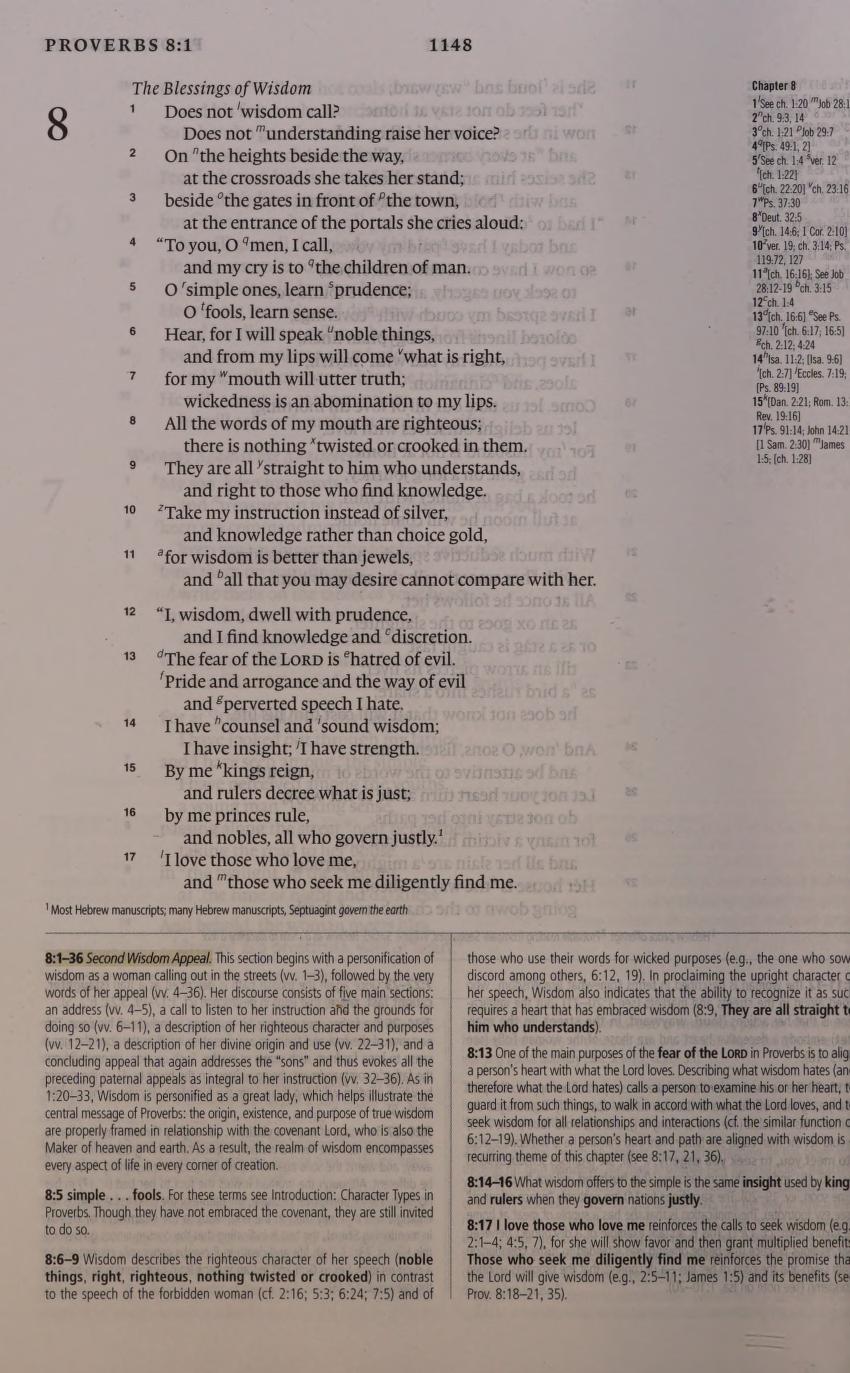 PROVERBS 8:1
1148
The Blessings of Wisdom
8
1 Does not lwisdom call?
Does not munderstanding raise her voice?
2 On nthe heights beside the way,
at the crossroads she takes her stand;
3 beside othe gates in front of pthe town,
at the entrance of the portals she cries aloud:
4 “To you, O qmen, I call,
and my cry is to qthe children of man.
5 O rsimple ones, learn sprudence;
O tfools, learn sense.
6 Hear, for I will speak unoble things,
and from my lips will come vwhat is right,
7 for my wmouth will utter truth;
wickedness is an abomination to my lips.
8 All the words of my mouth are righteous;
there is nothing xtwisted or crooked in them.
9 They are all ystraight to him who understands,
and right to those who find knowledge.
10 zTake my instruction instead of silver,
and knowledge rather than choice gold,
11 afor wisdom is better than jewels,
and ball that you may desire cannot compare with her.
12 “I, wisdom, dwell with prudence,
and I find knowledge and cdiscretion.
13 dThe fear of the LORD is ehatred of evil.
fPride and arrogance and the way of evil
and gperverted speech I hate.
14 I have hcounsel and isound wisdom;
I have insight; jI have strength.
15 By me kkings reign,
and rulers decree what is just;
16 by me princes rule,
and nobles, all who govern justly.1
17 lI love those who love me,
and mthose who seek me diligently find me.
Chapter 8
1 lSee ch. 1:20 mJob 28:1
2 nch. 9:3, 14
3 och. 1:21 pJob 29:7
4 q[Ps. 49:1, 2]
5 rSee ch. 1:4 sver. 12
t[ch. 1:22]
6 u[ch. 22:20] vch. 23:16
7 wPs. 37:30
8 xDeut. 32:5
9 y[ch. 14:6; 1 Cor. 2:10]
10 zver. 19; ch. 3:14; Ps.
119:72, 127
11 a[ch. 16:16]; See Job
28:12-19 bch. 3:15
12 cch. 1:4
13 d[ch. 16:6] eSee Ps.
97:10 f[ch. 6:17; 16:5]
gch. 2:12; 4:24
14 hIsa. 11:2; [Isa. 9:6]
i[ch. 2:7] jEccles. 7:19;
[Ps. 89:19]
15 k[Dan. 2:21; Rom. 13:
Rev. 19:16]
17 lPs. 91:14; John 14:21
[1 Sam. 2:30] mJames
1:5; [ch. 1:28]
1 Most Hebrew manuscripts; many Hebrew manuscripts, Septuagint govern the earth
8:1–36 Second Wisdom Appeal. This section begins with a personification of
wisdom as a woman calling out in the streets (vv. 1–3), followed by the very
words of her appeal (vv. 4–36). Her discourse consists of five main sections:
an address (vv. 4–5), a call to listen to her instruction and the grounds for
doing so (vv. 6–11), a description of her righteous character and purposes
(vv. 12–21), a description of her divine origin and use (vv. 22–31), and a
concluding appeal that again addresses the “sons” and thus evokes all the
preceding paternal appeals as integral to her instruction (vv. 32–36). As in
1:20–33, Wisdom is personified as a great lady, which helps illustrate the
central message of Proverbs: the origin, existence, and purpose of true wisdom
are properly framed in relationship with the covenant Lord, who is also the
Maker of heaven and earth. As a result, the realm of wisdom encompasses
every aspect of life in every corner of creation.
8:5 simple . . . fools. For these terms see Introduction: Character Types in
Proverbs. Though they have not embraced the covenant, they are still invited
to do so.
8:6–9 Wisdom describes the righteous character of her speech (noble
things, right, righteous, nothing twisted or crooked) in contrast
to the speech of the forbidden woman (cf. 2:16; 5:3; 6:24; 7:5) and of
those who use their words for wicked purposes (e.g., the one who sow
discord among others, 6:12, 19). In proclaiming the upright character o
her speech, Wisdom also indicates that the ability to recognize it as suc
requires a heart that has embraced wisdom (8:9, They are all straight t
him who understands).
8:13 One of the main purposes of the fear of the LORD in Proverbs is to alig
a person's heart with what the Lord loves. Describing what wisdom hates (an
therefore what the Lord hates) calls a person to examine his or her heart, t
guard it from such things, to walk in accord with what the Lord loves, and t
seek wisdom for all relationships and interactions (cf. the similar function o
6:12–19). Whether a person's heart and path are aligned with wisdom is
recurring theme of this chapter (see 8:17, 21, 36).
8:14–16 What wisdom offers to the simple is the same insight used by king
and rulers when they govern nations justly.
8:17 I love those who love me reinforces the calls to seek wisdom (e.g.
2:1–4; 4:5, 7), for she will show favor and then grant multiplied benefit
Those who seek me diligently find me reinforces the promise tha
the Lord will give wisdom (e.g., 2:5–11; James 1:5) and its benefits (se
Prov. 8:18–21, 35).